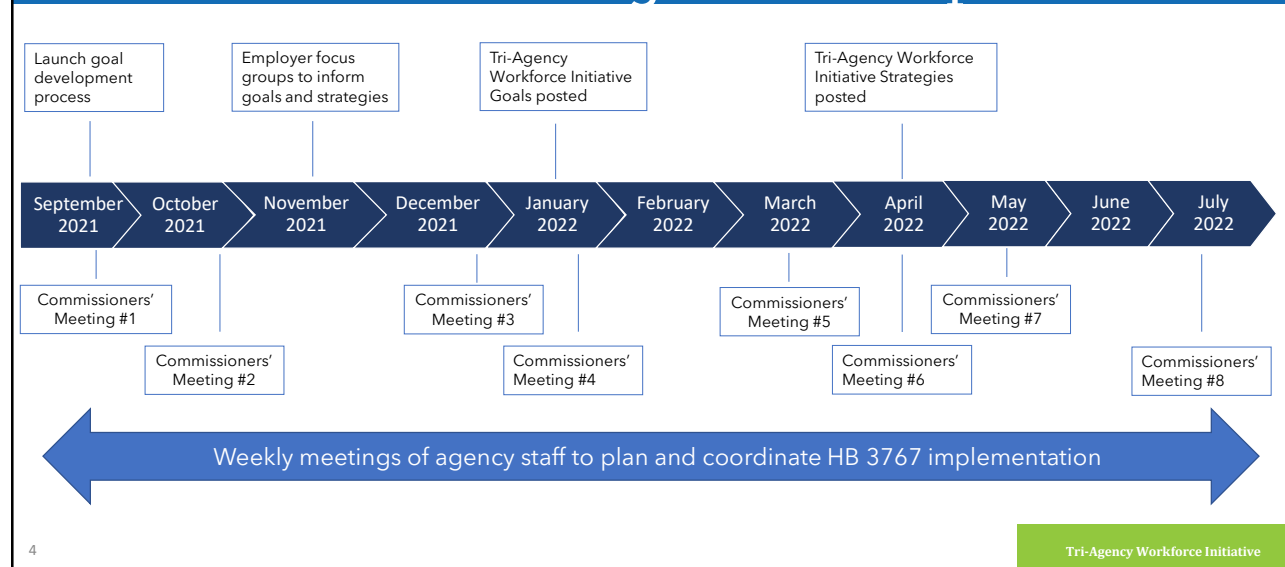 Launch goal
development
process
Employer focus
groups to inform
goals and strategies
Tri-Agency
Workforce Initiative
Goals posted
Tri-Agency Workforce
Initiative Strategies
posted
September
2021
October
2021
November
2021
December
2021
January
2022
February
2022
March
2022
April
2022
May
2022
June
2022
July
2022
Commissioners’
Meeting #1
Commissioners’
Meeting #2
Commissioners’
Meeting #3
Commissioners’
Meeting #4
Commissioners’
Meeting #5
Commissioners’
Meeting #6
Commissioners’
Meeting #7
Commissioners’
Meeting #8
Weekly meetings of agency staff to plan and coordinate HB 3767 implementation
4
Tri-Agency Workforce Initiative